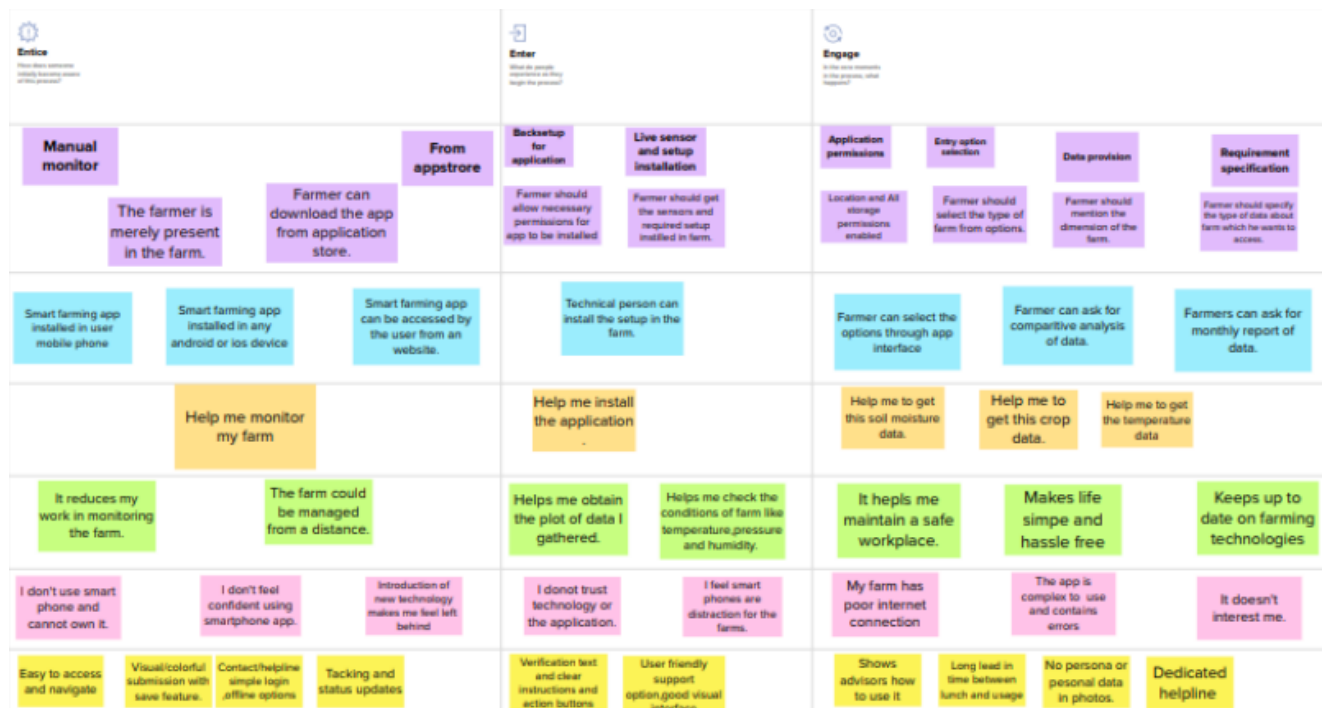 Entice
How does someone
initially become aware
of this process?
Enter
What do people
experience as they
begin the process?
Engage
In the core moments
in the process, what
happens?
Manual
monitor
From
appstrore
The farmer is
merely present
in the farm.
Farmer can
download the app
from application
store.
Backsetup
for
application
Live sensor
and setup
installation
Farmer should
allow necessary
permissions for
app to be installed
Farmer should get
the sensors and
required setup
instilled in farm.
Application
permissions
Entry option
selection
Data provision
Requirement
specification
Location and All
storage
permissions
enabled
Farmer should
select the type of
farm from options.
Farmer should
mention the
dimension of the
farm.
Farmer should specify
the type of data about
farm which he wants to
access.
Smart farming app
installed in user
mobile phone
Smart farming app
installed in any
android or ios device
Smart farming app
can be accessed by
the user from an
website.
Technical person can
install the setup in the
farm.
Farmer can select the
options through app
interface
Farmer can ask for
comparitive analysis
of data.
Farmers can ask for
monthly report of
data.
Help me monitor
my farm
Help me install
the application
.
Help me to get
this soil moisture
data.
Help me to
get this crop
data.
Help me to get
the temperature
data
It reduces my
work in monitoring
the farm.
The farm could
be managed
from a distance.
Helps me obtain
the plot of data I
gathered.
Helps me check the
conditions of farm like
temperature,pressure
and humidity.
It hepls me
maintain a safe
workplace.
Makes life
simpe and
hassle free
Keeps up to
date on farming
technologies
I don't use smart
phone and
cannot own it.
I don't feel
confident using
smartphone app.
Introduction of
new technology
makes me feel left
behind
I donot trust
technology or
the application.
I feel smart
phones are
distraction for the
farms.
My farm has
poor internet
connection
The app is
complex to use
and contains
errors
It doesn't
interest me.
Easy to access
and navigate
Visual/colorful
submission with
save feature.
Contact/helpline
simple login
,offline options
Tacking and
status updates
Verification text
and clear
instructions and
action buttons
User friendly
support
option,good visual
interface
Shows
advisors how
to use it
Long lead in
time between
lunch and usage
No persona or
pesonal data
in photos.
Dedicated
helpline